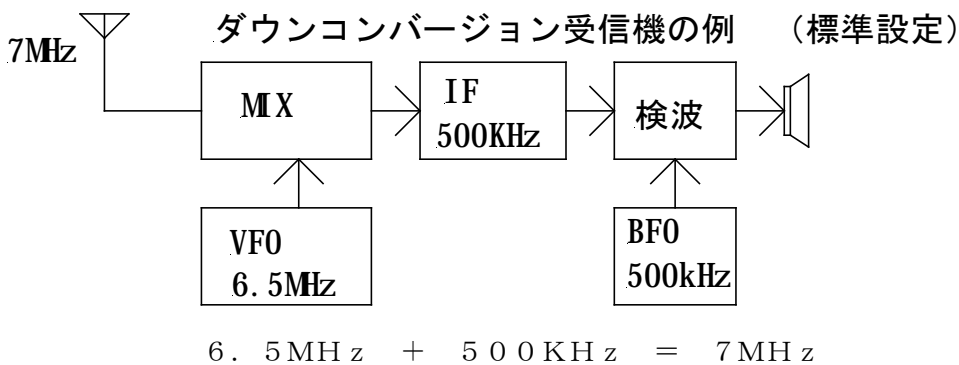 ダウンコンバージョン受信機の例　（標準設定）
7MHz
MIX
IF
500KHz
検波
VFO
6.5MHz
BFO
500kHz
６．５MHz　＋　５００KHz　＝　７MHz